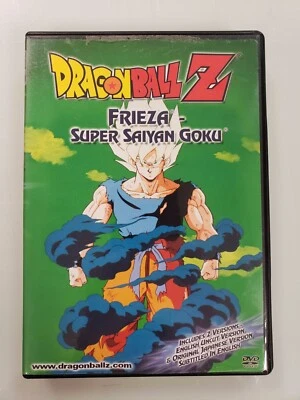 DRAGON BALL Z
FRIEZA -
SUPER SAIYAN GOKU
INCLUDES 2 VERSIONS,
ENGLISH UNCUT VERSION,
& ORIGINAL JAPANESE VERSION,
SUBTITLED IN ENGLISH
www.dragonballz.com
DVD